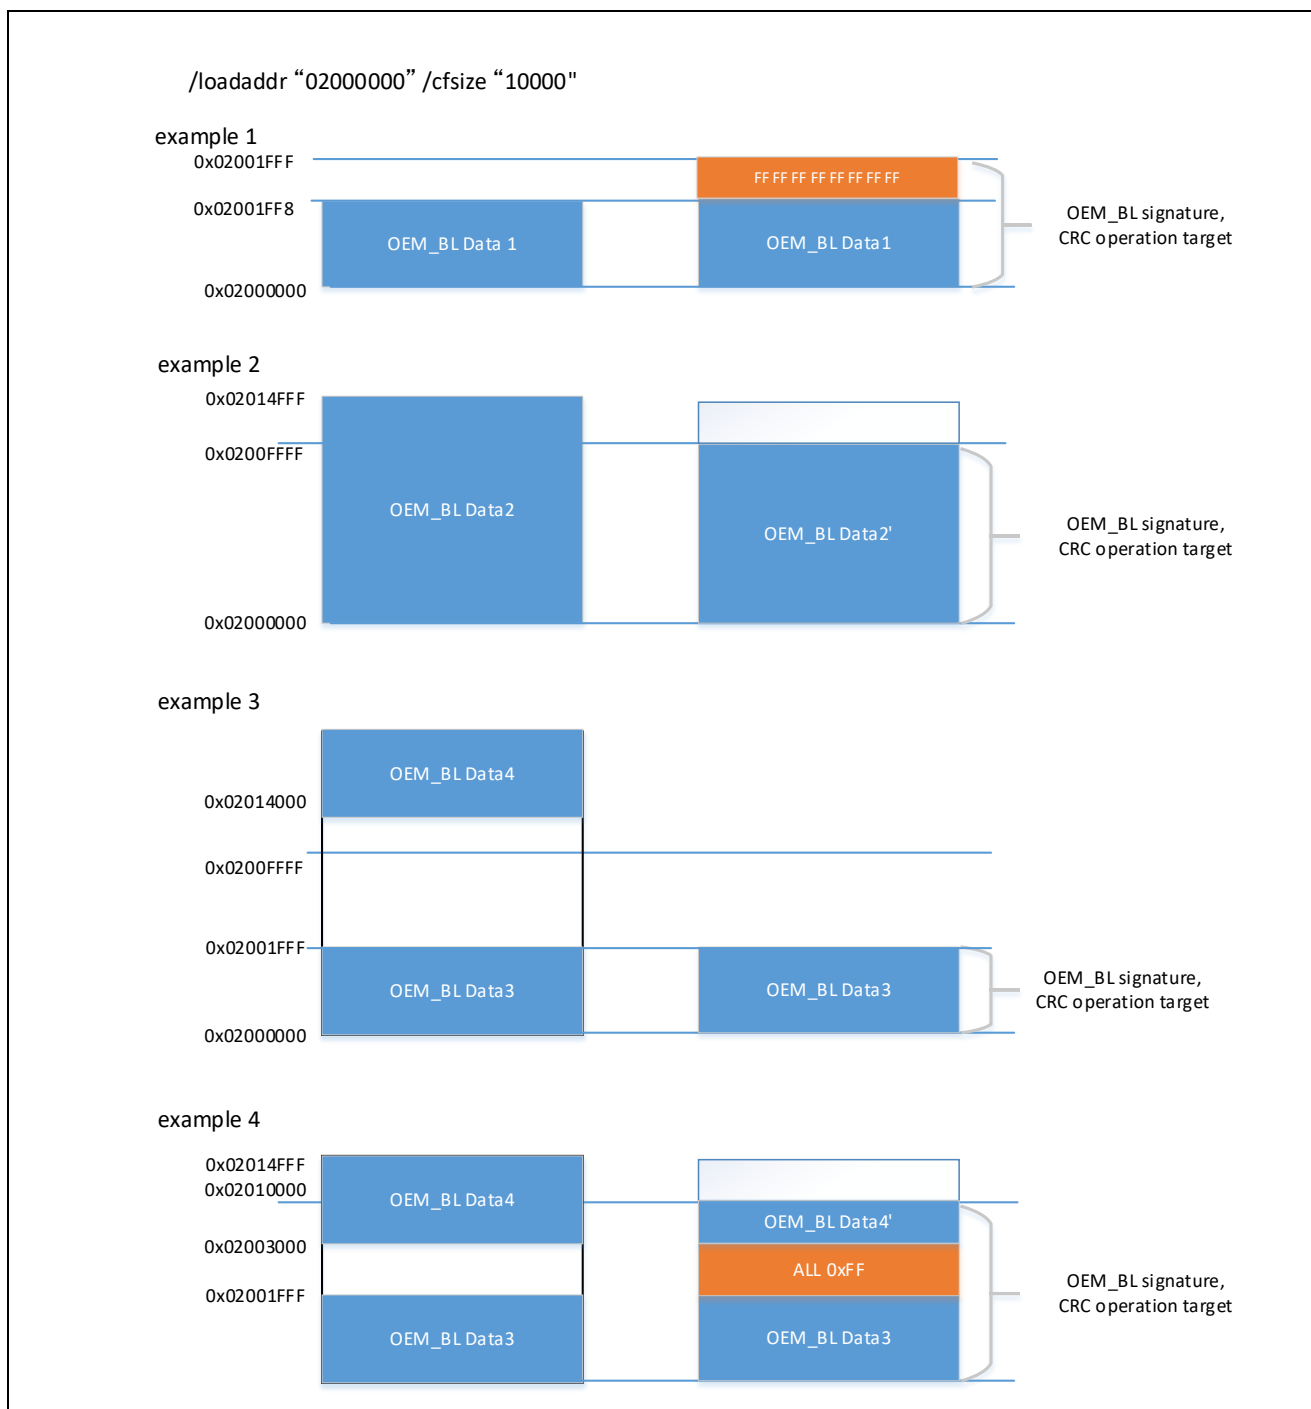 /loadaddr “02000000” /cfsize “10000"
example 1
0x02001FFF
FF FF FF FF FF FF FF FF
0x02001FF8
OEM_BL Data 1
OEM_BL Data1
OEM_BL signature,
CRC operation target
0x02000000
example 2
0x02014FFF
0x0200FFFF
OEM_BL Data2
OEM_BL Data2'
OEM_BL signature,
CRC operation target
0x02000000
example 3
OEM_BL Data4
0x02014000
0x0200FFFF
0x02001FFF
OEM_BL Data3
OEM_BL Data3
OEM_BL signature,
CRC operation target
0x02000000
example 4
0x02014FFF
0x02010000
OEM_BL Data4
OEM_BL Data4'
0x02003000
ALL 0xFF
0x02001FFF
OEM_BL signature,
CRC operation target
OEM_BL Data3
OEM_BL Data3